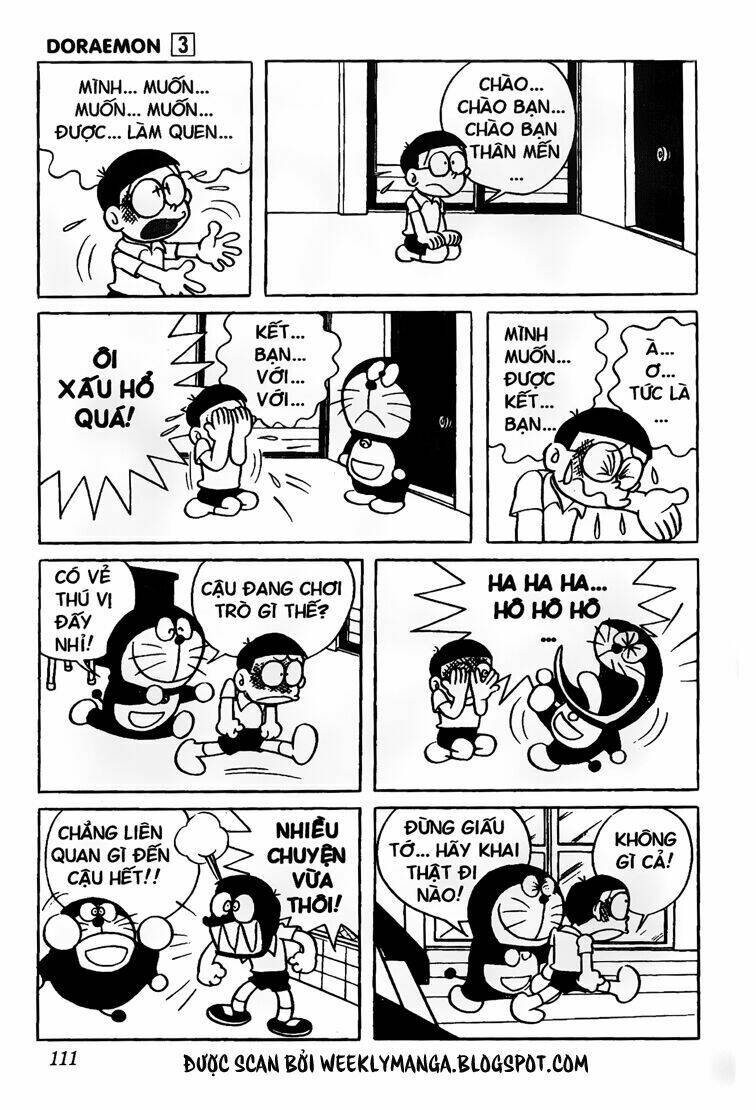 DORAEMON 3
CHÀO...
CHÀO BẠN...
CHÀO BẠN
THÂN MẾN
...
MÌNH... MUỐN...
MUỐN... MUỐN...
ĐƯỢC... LÀM QUEN...
À...
Ơ...
TỨC LÀ
...
MÌNH
MUỐN...
ĐƯỢC
KẾT...
BẠN...
KẾT...
BẠN...
VỚI...
VỚI...
ÔI
XẤU HỔ
QUÁ!
HA HA HA...
HÔ HÔ HÔ
...
CẬU ĐANG CHƠI
TRÒ GÌ THẾ?
CÓ VẺ
THÚ VỊ
ĐẤY
NHỈ!
KHÔNG
GÌ CẢ!
ĐỪNG GIẤU
TỚ... HÃY KHAI
THẬT ĐI
NÀO!
NHIỀU
CHUYỆN
VỪA
THÔI!
CHẲNG LIÊN
QUAN GÌ ĐẾN
CẬU HẾT!!
111
ĐƯỢC SCAN BỞI WEEKLYMANGA.BLOGSPOT.COM